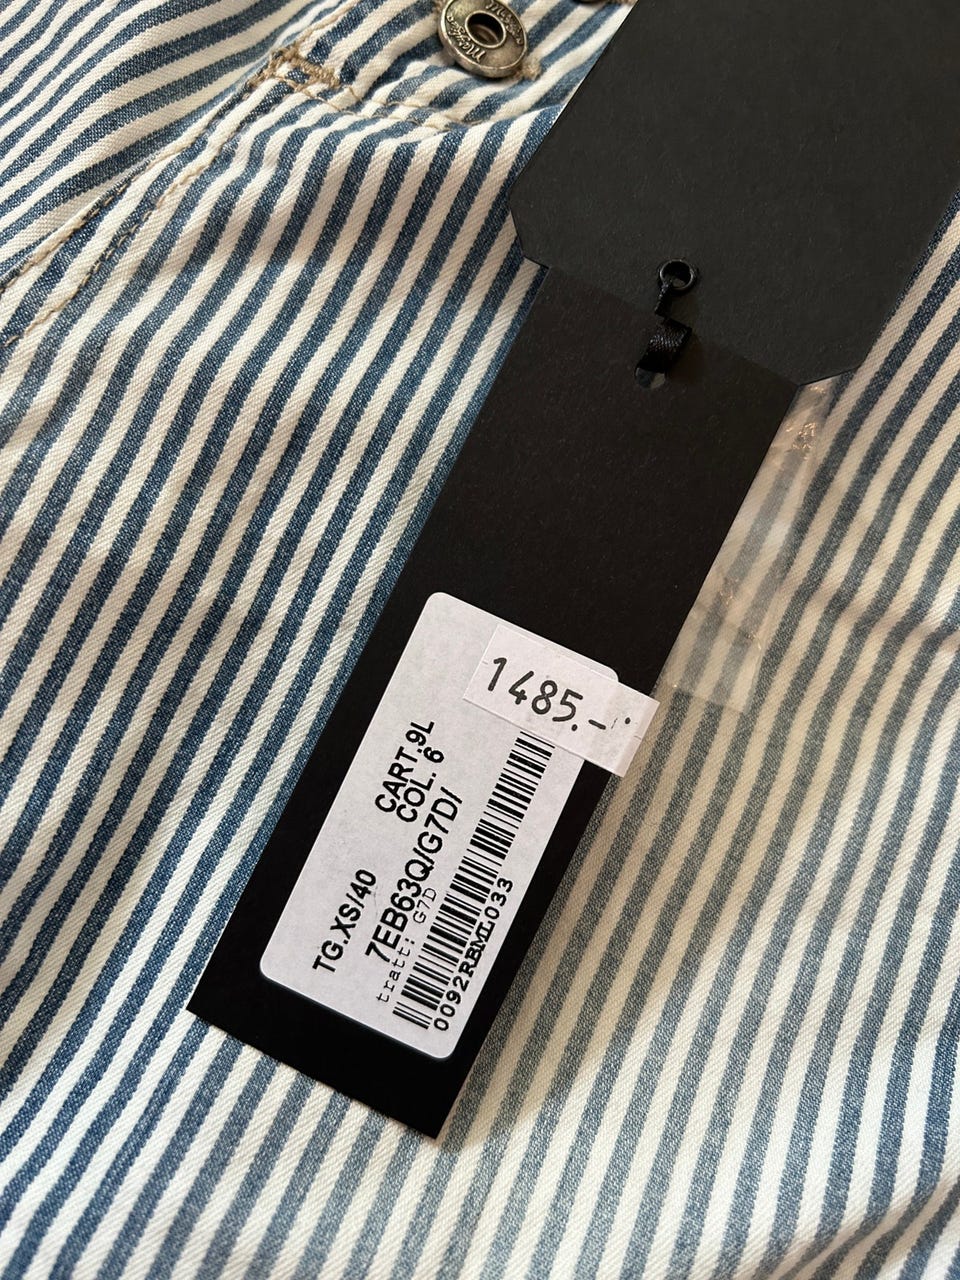 1485.-
CART.9L
COL. 6
TG.XS/40
7EB63Q/G7D/
tratt: G7D
0092RBML033